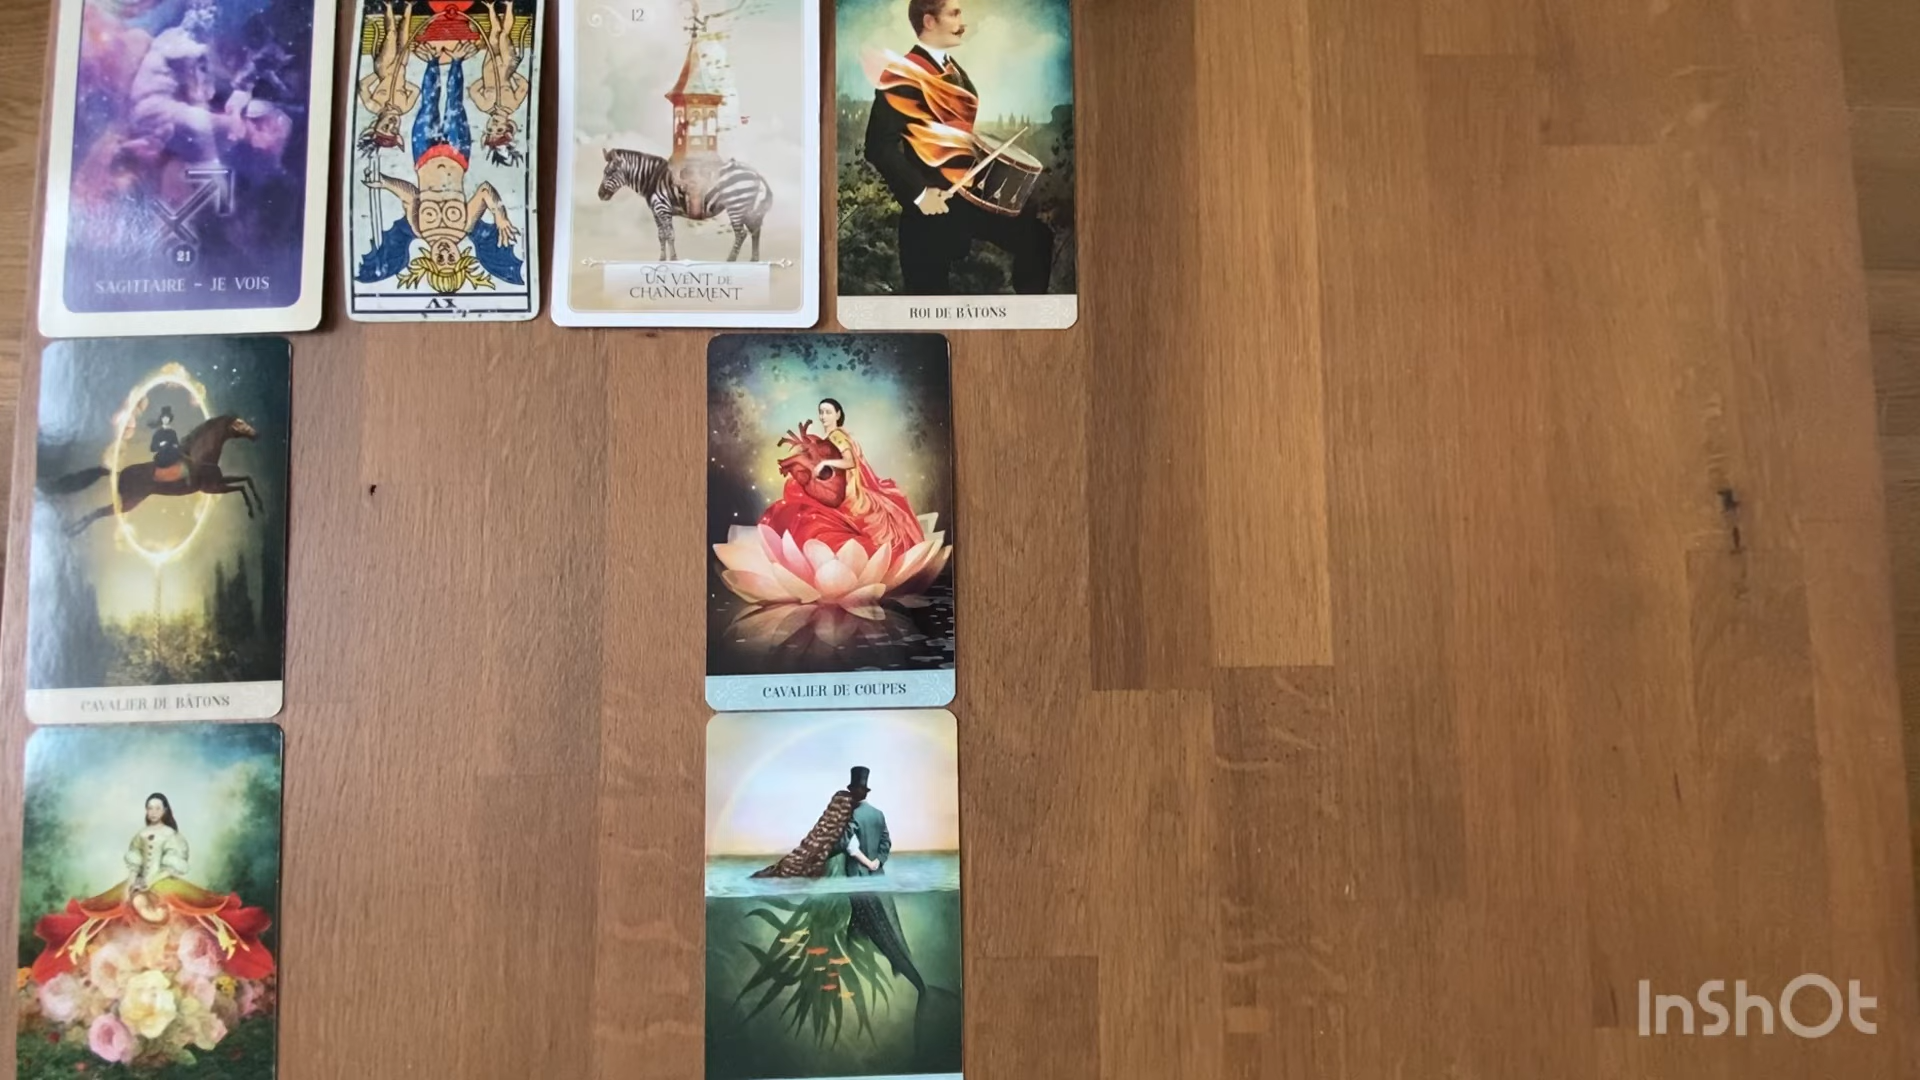 12
21
SAGITTAIRE - JE VOIS
XV
UN VENT DE
CHANGEMENT
ROI DE BÂTONS
CAVALIER DE BÂTONS
CAVALIER DE COUPES
InShOt